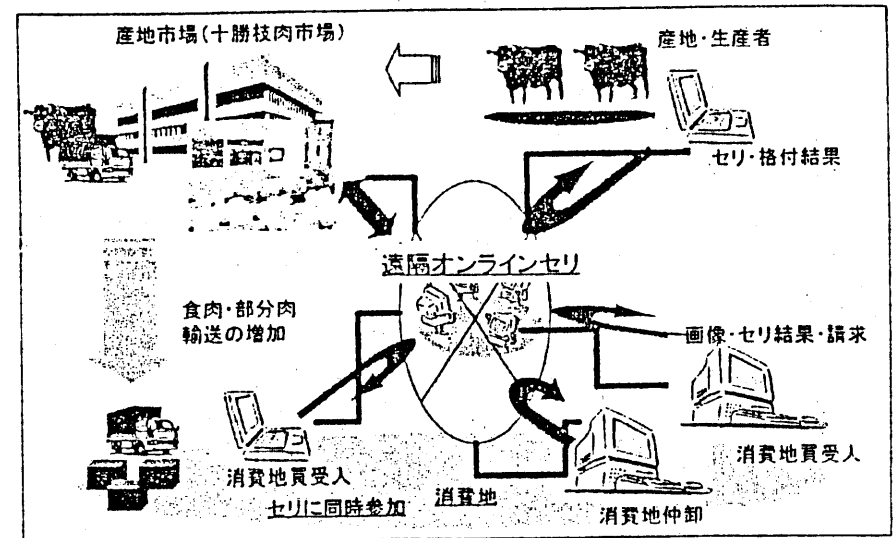 産地市場(十勝枝肉市場)
産地・生産者
セリ・格付結果
遠隔オンラインセリ
食肉・部分肉
輸送の増加
画像・セリ結果・請求
消費地買受人
消費地買受人
セリに同時参加
消費地
消費地仲卸